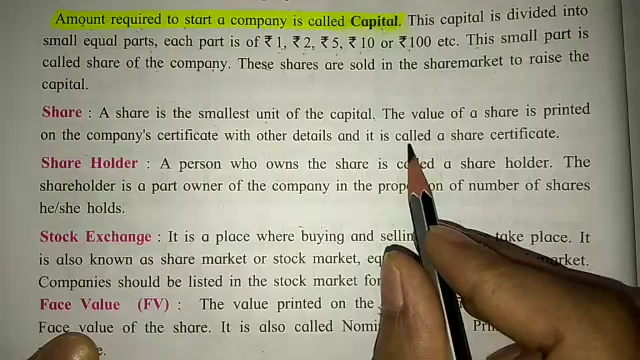 Amount required to start a company is called Capital. This capital is divided into
small equal parts, each part is of ₹ 1, ₹ 2, ₹ 5, ₹ 10 or ₹100 etc. This small part is
called share of the company. These shares are sold in the sharemarket to raise the
capital.
Share : A share is the smallest unit of the capital. The value of a share is printed
on the company's certificate with other details and it is called a share certificate.
Share Holder : A person who owns the share is called a share holder. The
shareholder is a part owner of the company in the of number of shares
he/she holds.
Stock Exchange : It is a place where buying and take place. It
is also known as share market or stock market, market.
Companies should be listed in the stock market
Face Value (FV) : The value printed on the
Face value of the share. It is also called